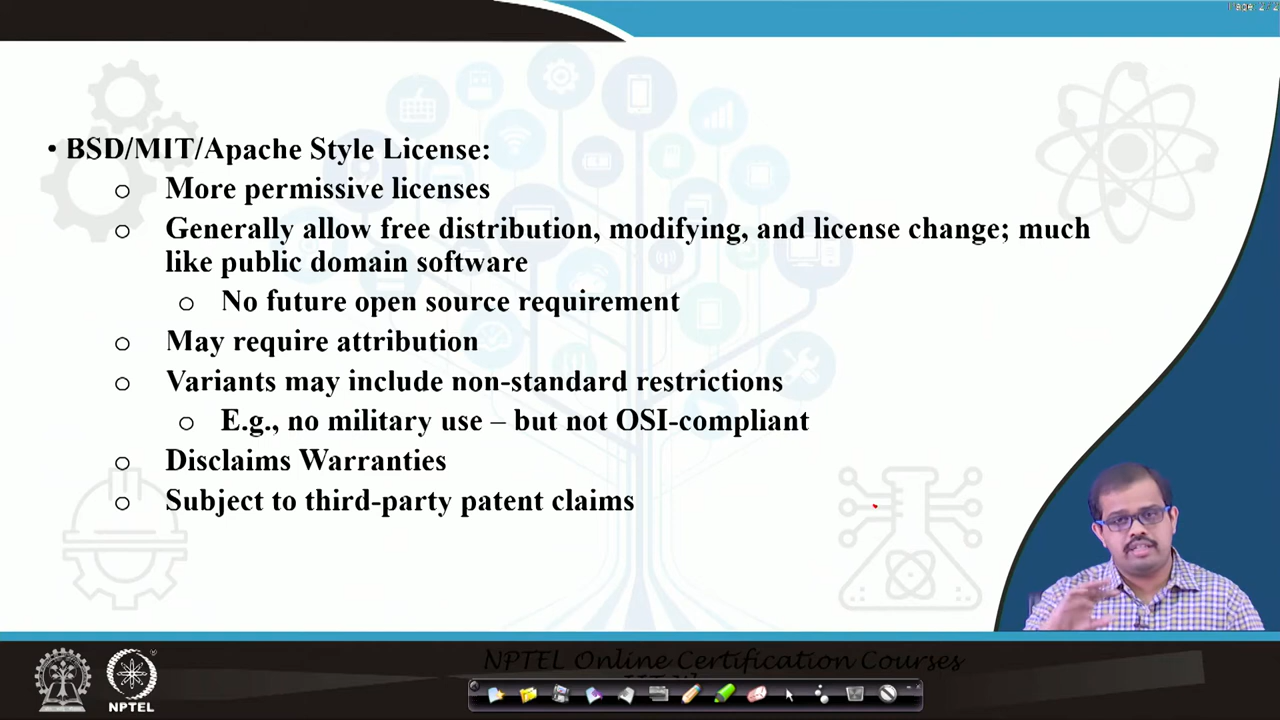 • BSD/MIT/Apache Style License:
o More permissive licenses
o Generally allow free distribution, modifying, and license change; much
like public domain software
o No future open source requirement
o May require attribution
o Variants may include non-standard restrictions
o E.g., no military use – but not OSI-compliant
o Disclaims Warranties
o Subject to third-party patent claims
NPTEL Online Certification Courses
NPTEL